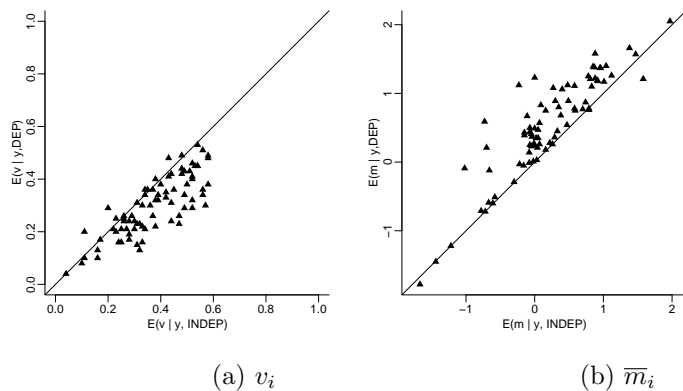 1.0
0.8
0.6
0.4
0.2
0.0
E(v | y,DEP)
0.0 0.2 0.4 0.6 0.8 1.0
E(v | y, INDEP)
2
1
0
−1
E(m | y,DEP)
−1 0 1 2
E(m | y, INDEP)
(a) v_i (b) m̅_i